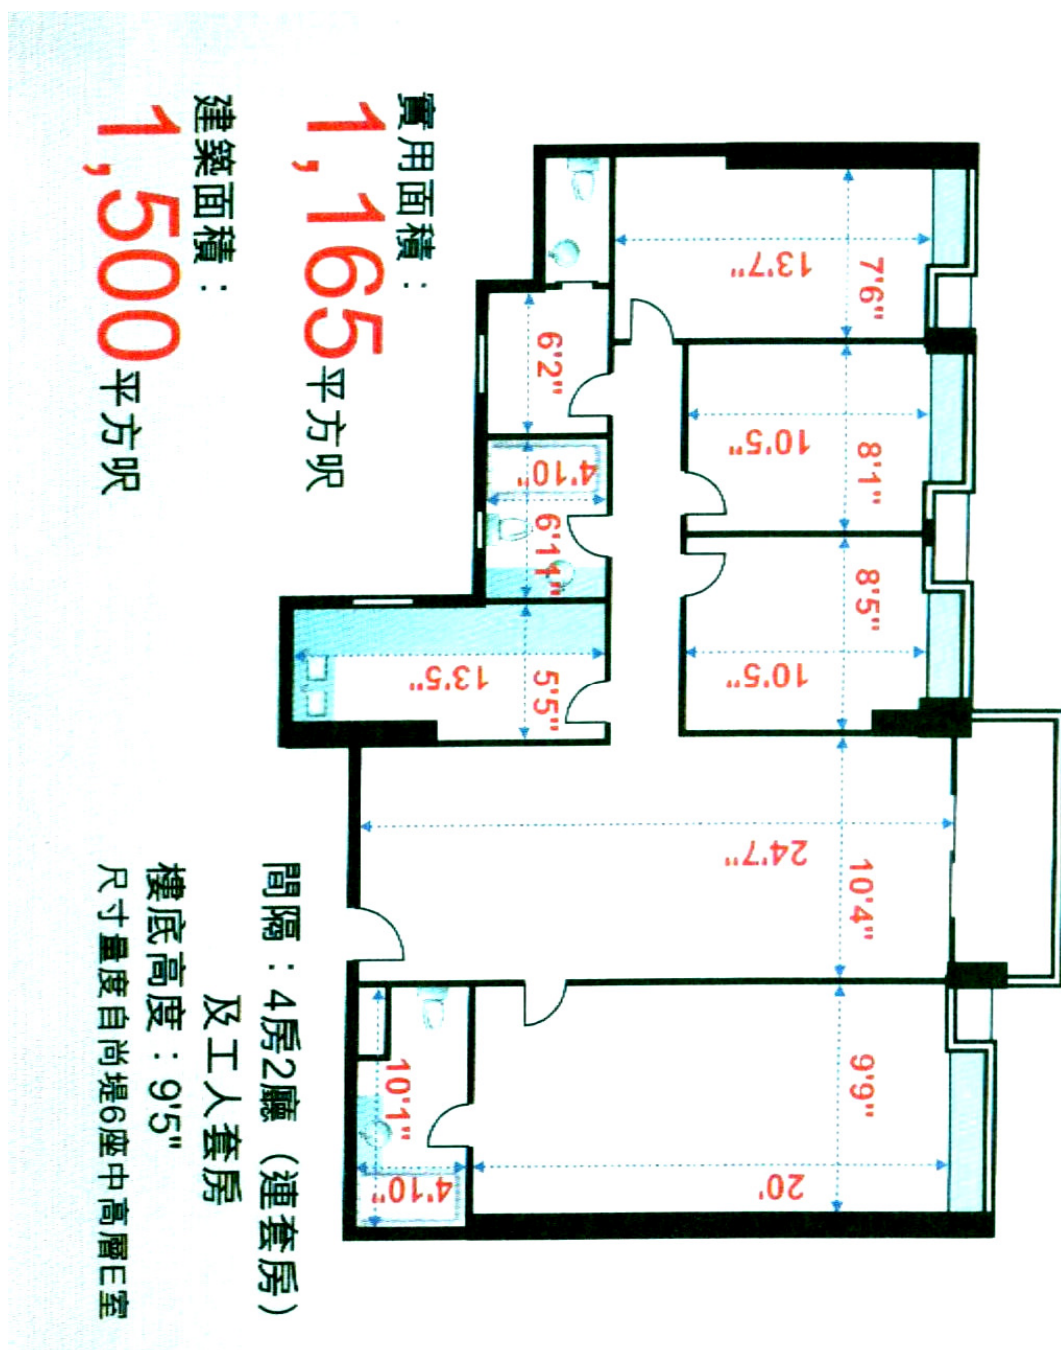 實用面積：
1,165平方呎
建築面積：
1,500平方呎
間隔：4房2廳（連套房）
及工人套房
樓底高度：9'5"
尺寸量度自尚堤6座中高層E室
7'6"
13'7"
8'1"
10'5"
8'5"
10'5"
6'2"
4'10"
6'11"
5'5"
13'5"
10'4"
24'7"
9'9"
20'
10'1"
4'10"